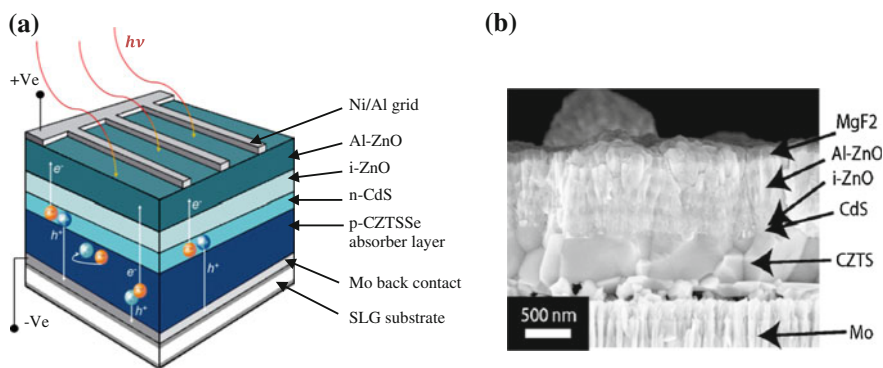 (a)
hν
+Ve
Ni/Al grid
Al-ZnO
i-ZnO
n-CdS
p-CZTSSe
absorber layer
Mo back contact
SLG substrate
-Ve
e-
e-
e-
h+
h+
h+
(b)
MgF2
Al-ZnO
i-ZnO
CdS
CZTS
Mo
500 nm